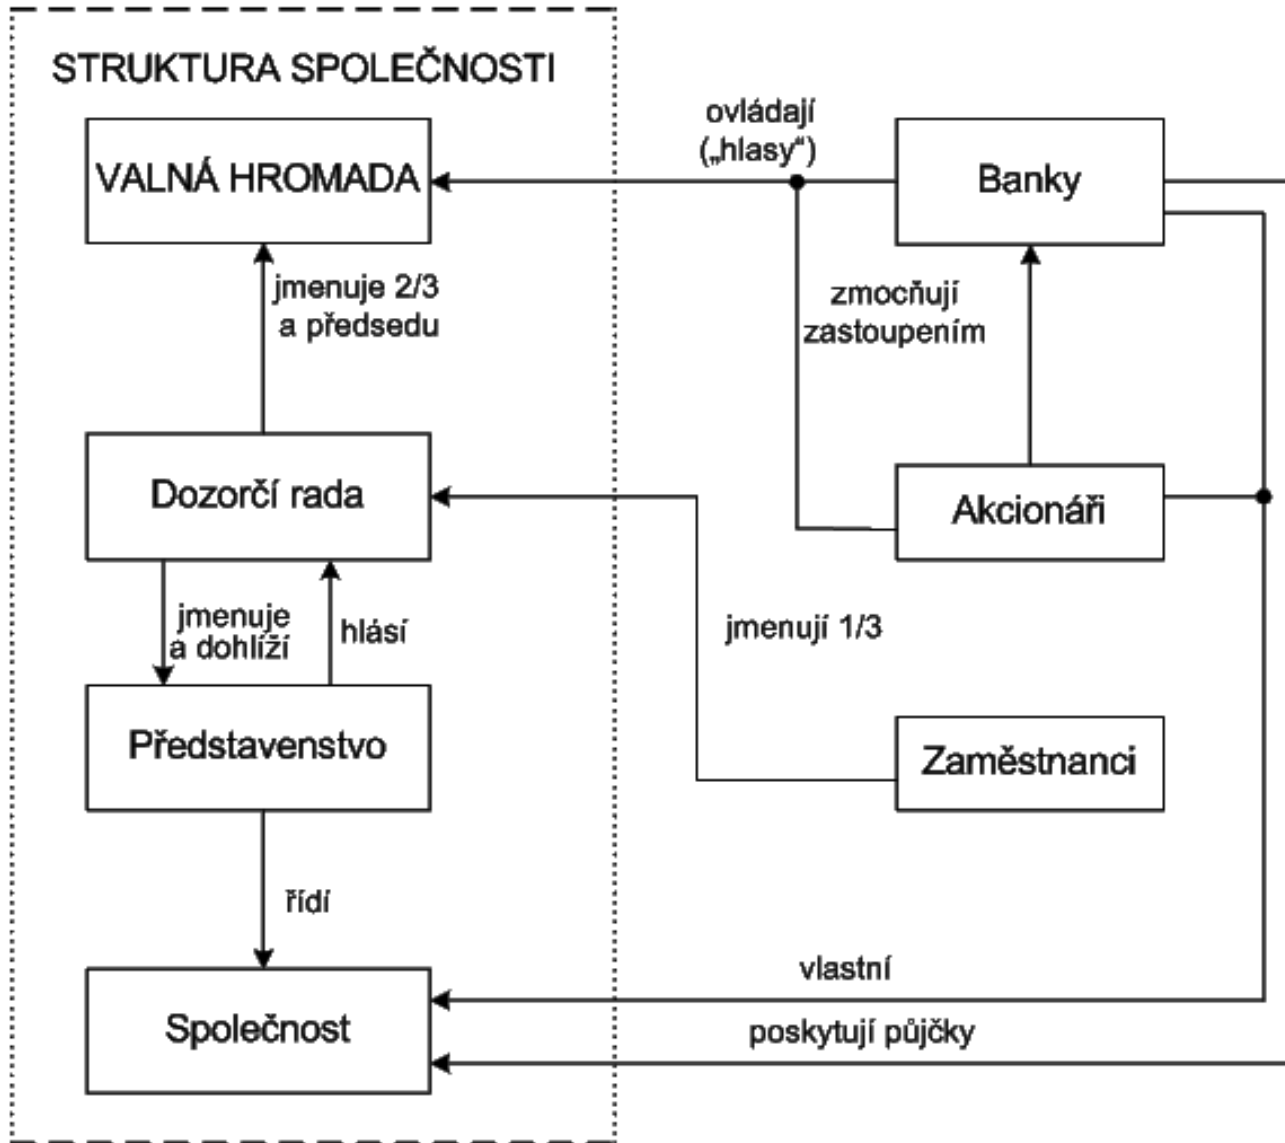 STRUKTURA SPOLEČNOSTI
VALNÁ HROMADA
ovládají
(„hlasy“)
Banky
jmenuje 2/3
a předsedu
zmocňují
zastoupením
Dozorčí rada
Akcionáři
jmenuje
a dohlíží
hlásí
jmenují 1/3
Představenstvo
Zaměstnanci
řídí
vlastní
Společnost
poskytují půjčky